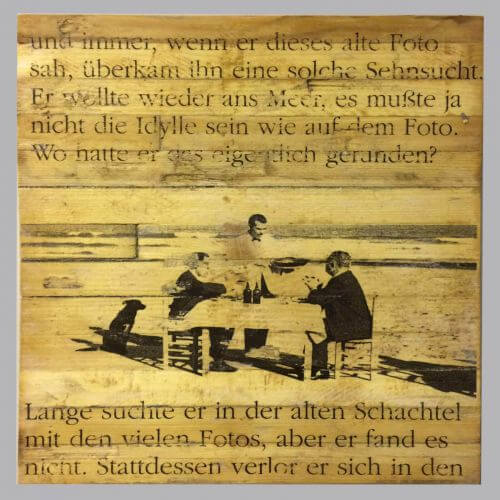 und immer, wenn er dieses alte Foto
sah, überkam ihn eine solche Sehnsucht.
Er wollte wieder ans Meer, es mußte ja
nicht die Idylle sein wie auf dem Foto.
Wo hatte er das eigentlich gefunden?
Lange suchte er in der alten Schachtel
mit den vielen Fotos, aber er fand es
nicht. Stattdessen verlor er sich in den